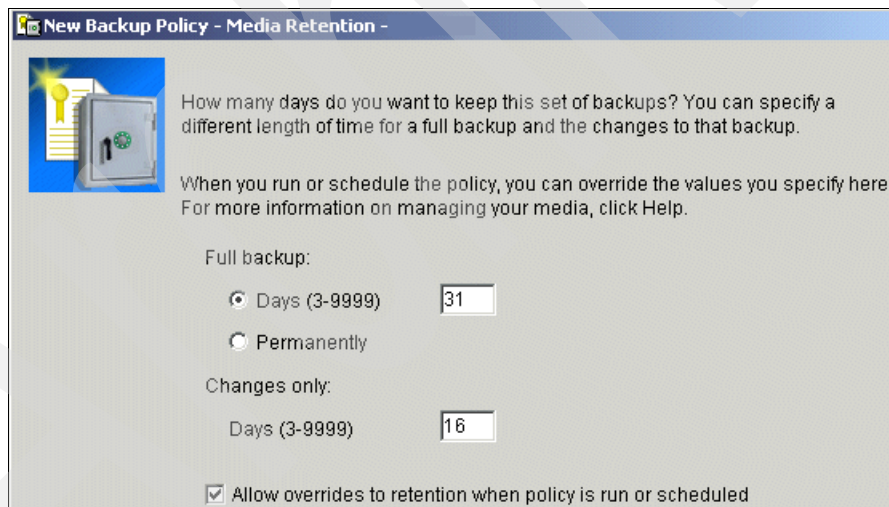 New Backup Policy - Media Retention -
How many days do you want to keep this set of backups? You can specify a
different length of time for a full backup and the changes to that backup.
When you run or schedule the policy, you can override the values you specify here
For more information on managing your media, click Help.
Full backup:
Days (3-9999) 31
Permanently
Changes only:
Days (3-9999) 16
Allow overrides to retention when policy is run or scheduled